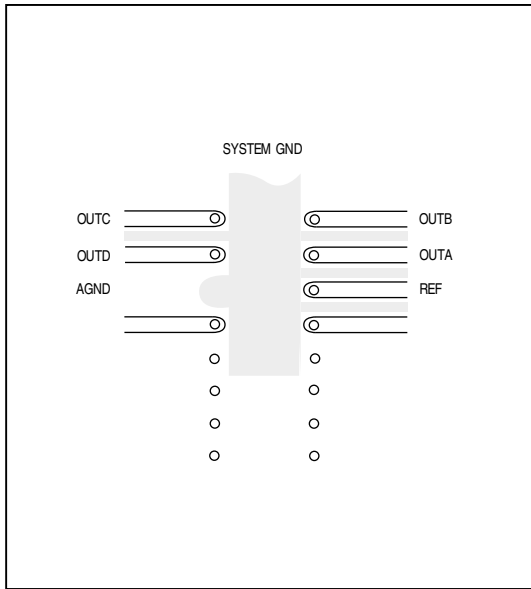 SYSTEM GND
OUTC
OUTB
OUTD
OUTA
AGND
REF